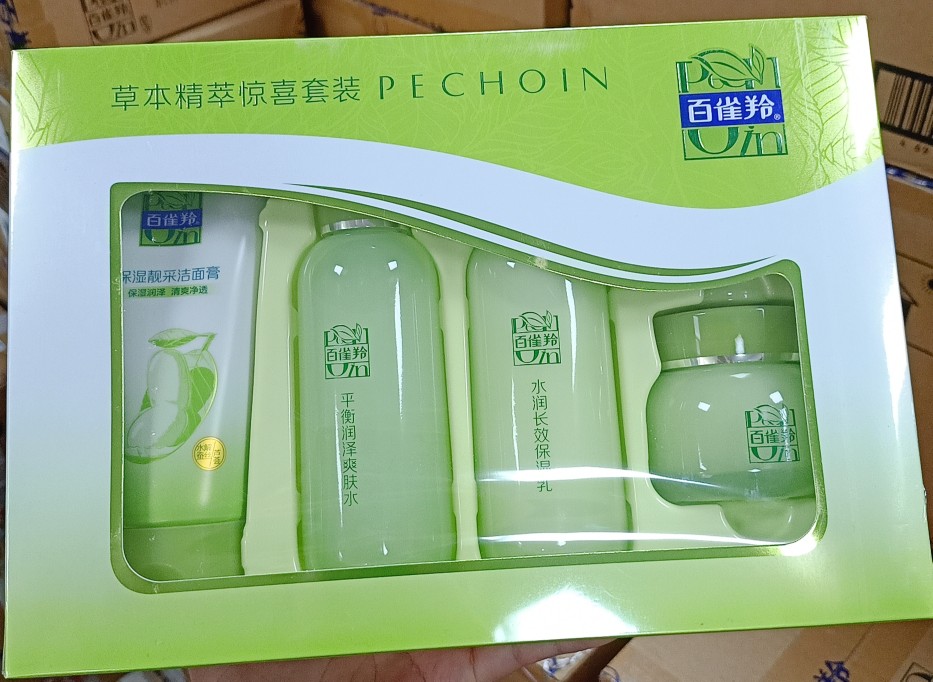 草本精萃惊喜套装 PECHOIN
百雀羚®
百雀羚
保湿靓采洁面膏
保湿润泽 清爽净透
百雀羚
平衡润泽爽肤水
百雀羚
水润长效保湿乳
百雀羚